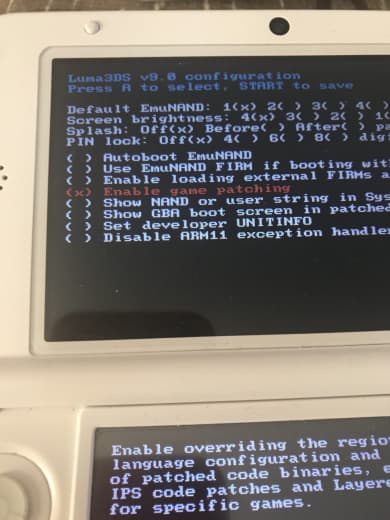 Luma3DS v9.0 configuration
Press A to select, START to save
Default EmuNAND: 1(x) 2( ) 3( ) 4( )
Screen brightness: 4(x) 3( ) 2( ) 1(
Splash: Off(x) Before( ) After( )
PIN lock: Off(x) 4( ) 6( ) 8( )
( ) Autoboot EmuNAND
( ) Use EmuNAND FIRM if booting
( ) Enable loading external FIRMs
(x) Enable game patching
( ) Show NAND or user string in
( ) Show GBA boot screen in patched
( ) Set developer UNITINFO
( ) Disable ARM11 exception
Enable overriding the
language configuration and
of patched code binaries,
IPS code patches and
for specific games.